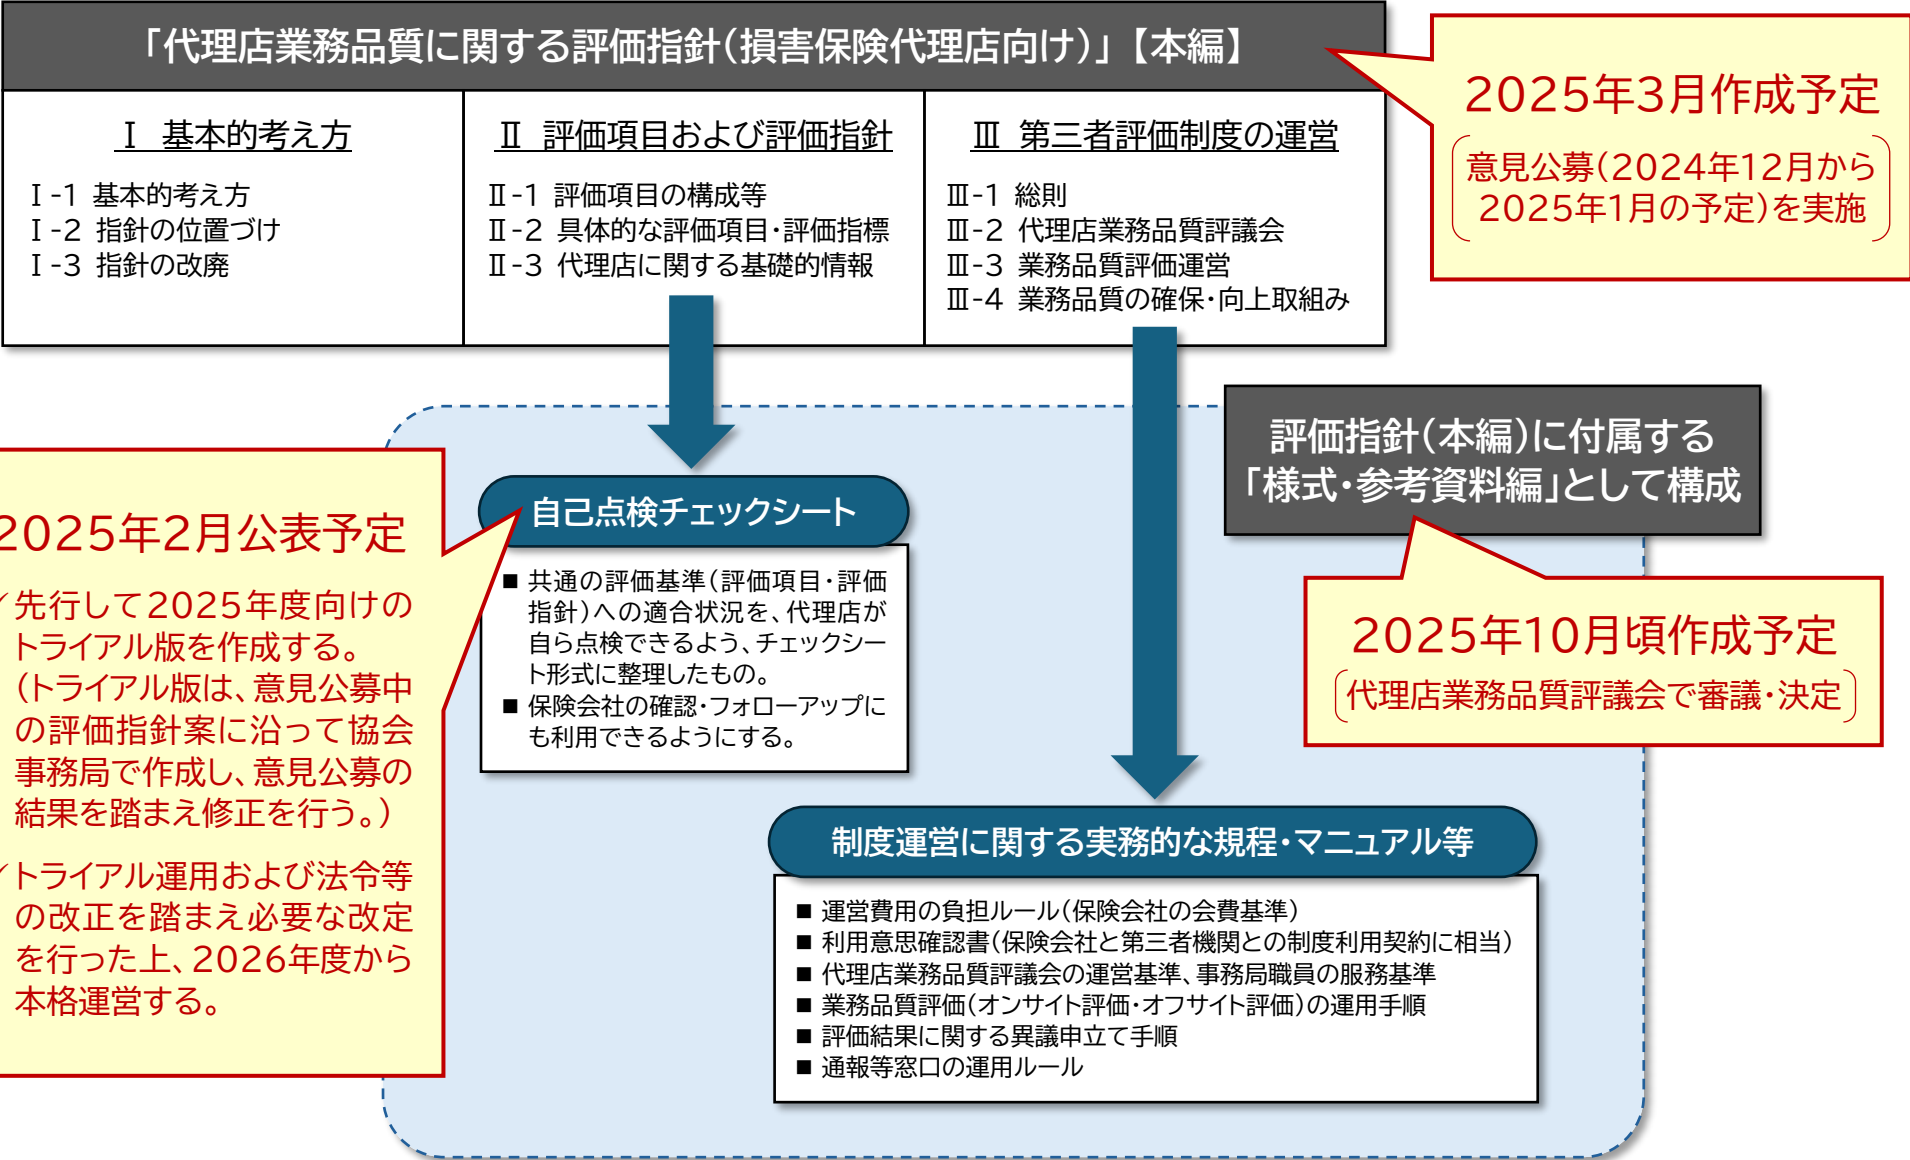 「代理店業務品質に関する評価指針(損害保険代理店向け)」【本編】
2025年3月作成予定
意見公募(2024年12月から
2025年1月の予定)を実施
Ⅰ 基本的考え方
Ⅰ-1 基本的考え方
Ⅰ-2 指針の位置づけ
Ⅰ-3 指針の改廃
Ⅱ 評価項目および評価指針
Ⅱ-1 評価項目の構成等
Ⅱ-2 具体的な評価項目・評価指標
Ⅱ-3 代理店に関する基礎的情報
Ⅲ 第三者評価制度の運営
Ⅲ-1 総則
Ⅲ-2 代理店業務品質評議会
Ⅲ-3 業務品質評価運営
Ⅲ-4 業務品質の確保・向上取組み
評価指針(本編)に付属する
「様式・参考資料編」として構成
2025年10月頃作成予定
代理店業務品質評議会で審議・決定
2025年2月公表予定
先行して2025年度向けの
トライアル版を作成する。
(トライアル版は、意見公募中
の評価指針案に沿って協会
事務局で作成し、意見公募の
結果を踏まえ修正を行う。)
トライアル運用および法令等
の改正を踏まえ必要な改定
を行った上、2026年度から
本格運営する。
自己点検チェックシート
■ 共通の評価基準(評価項目・評価
指針)への適合状況を、代理店が
自ら点検できるよう、チェックシー
ト形式に整理したもの。
■ 保険会社の確認・フォローアップに
も利用できるようにする。
制度運営に関する実務的な規程・マニュアル等
■ 運営費用の負担ルール(保険会社の会費基準)
■ 利用意思確認書(保険会社と第三者機関との制度利用契約に相当)
■ 代理店業務品質評議会の運営基準、事務局職員の服務基準
■ 業務品質評価(オンサイト評価・オフサイト評価)の運用手順
■ 評価結果に関する異議申立て手順
■ 通報等窓口の運用ルール